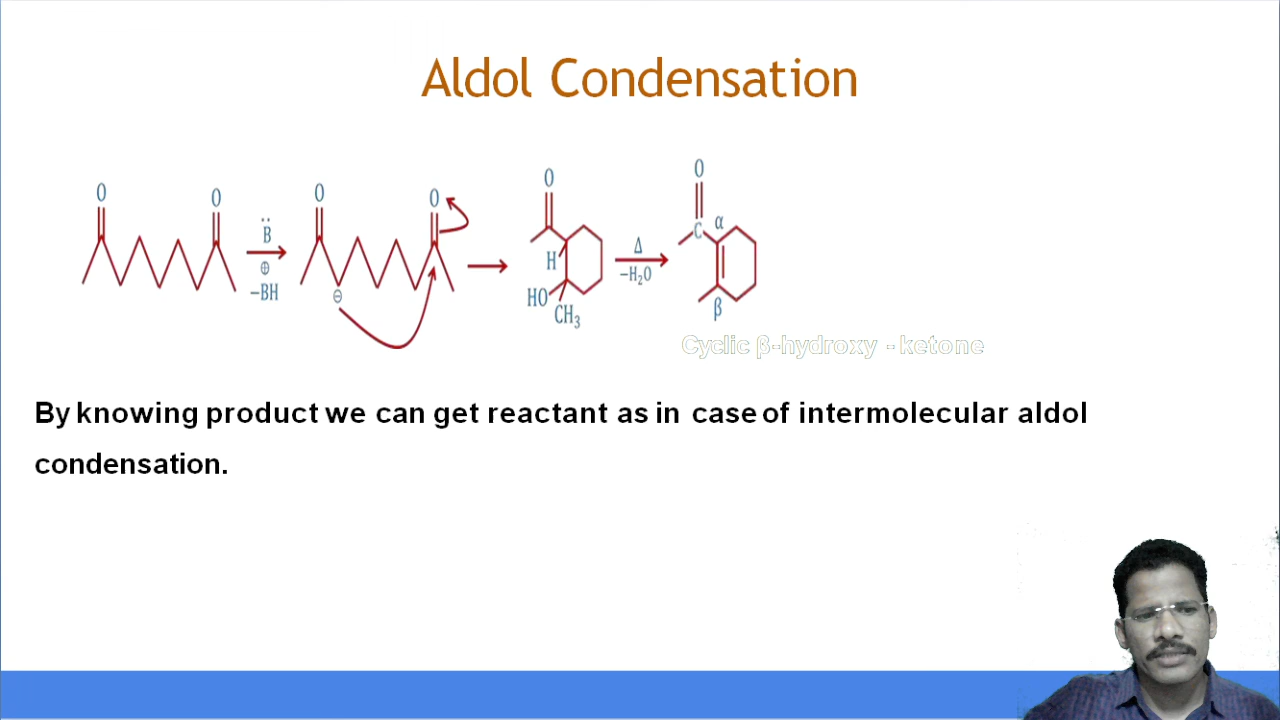 Aldol Condensation
O O B̈ ⊕ −BH O O ⊖ O H HO CH₃ Δ −H₂O O C α β
Cyclic β-hydroxy - ketone
By knowing product we can get reactant as in case of intermolecular aldol
condensation.